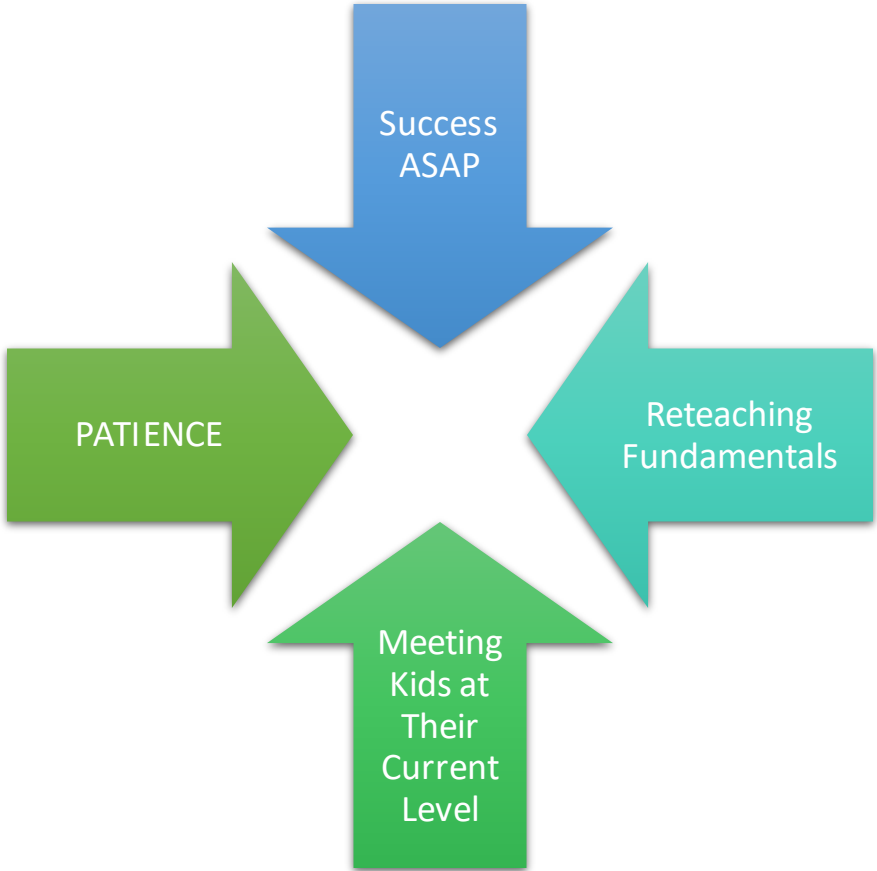 Success
ASAP
PATIENCE
Reteaching
Fundamentals
Meeting
Kids at
Their
Current
Level